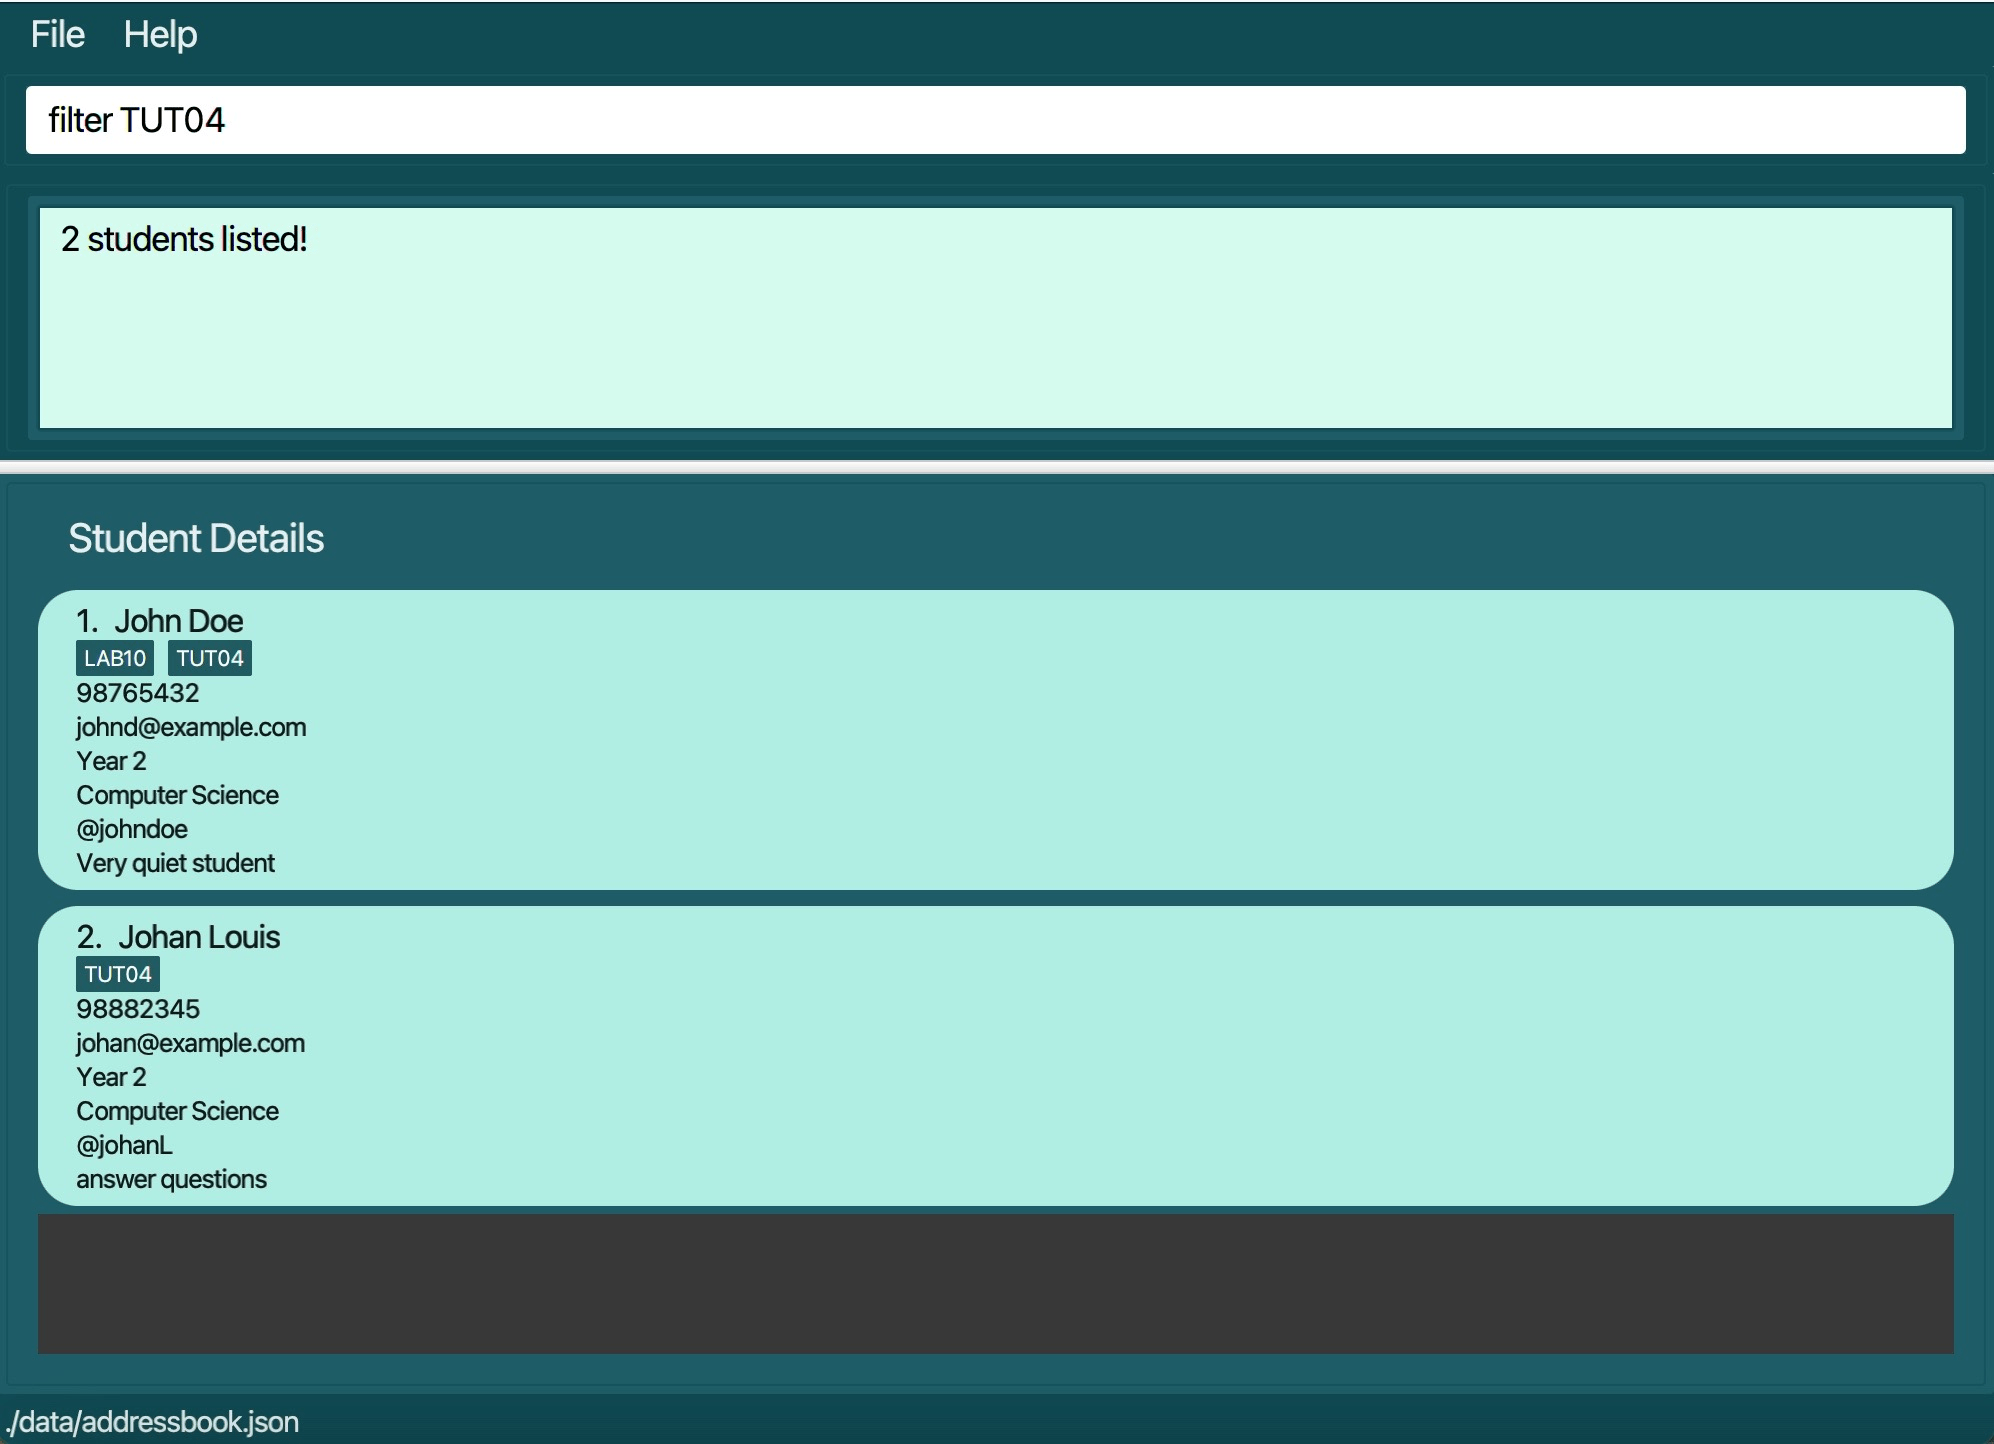 File Help
filter TUT04
2 students listed!
Student Details
1. John Doe
LAB10 TUT04
98765432
johnd@example.com
Year 2
Computer Science
@johndoe
Very quiet student
2. Johan Louis
TUT04
98882345
johan@example.com
Year 2
Computer Science
@johanL
answer questions
./data/addressbook.json